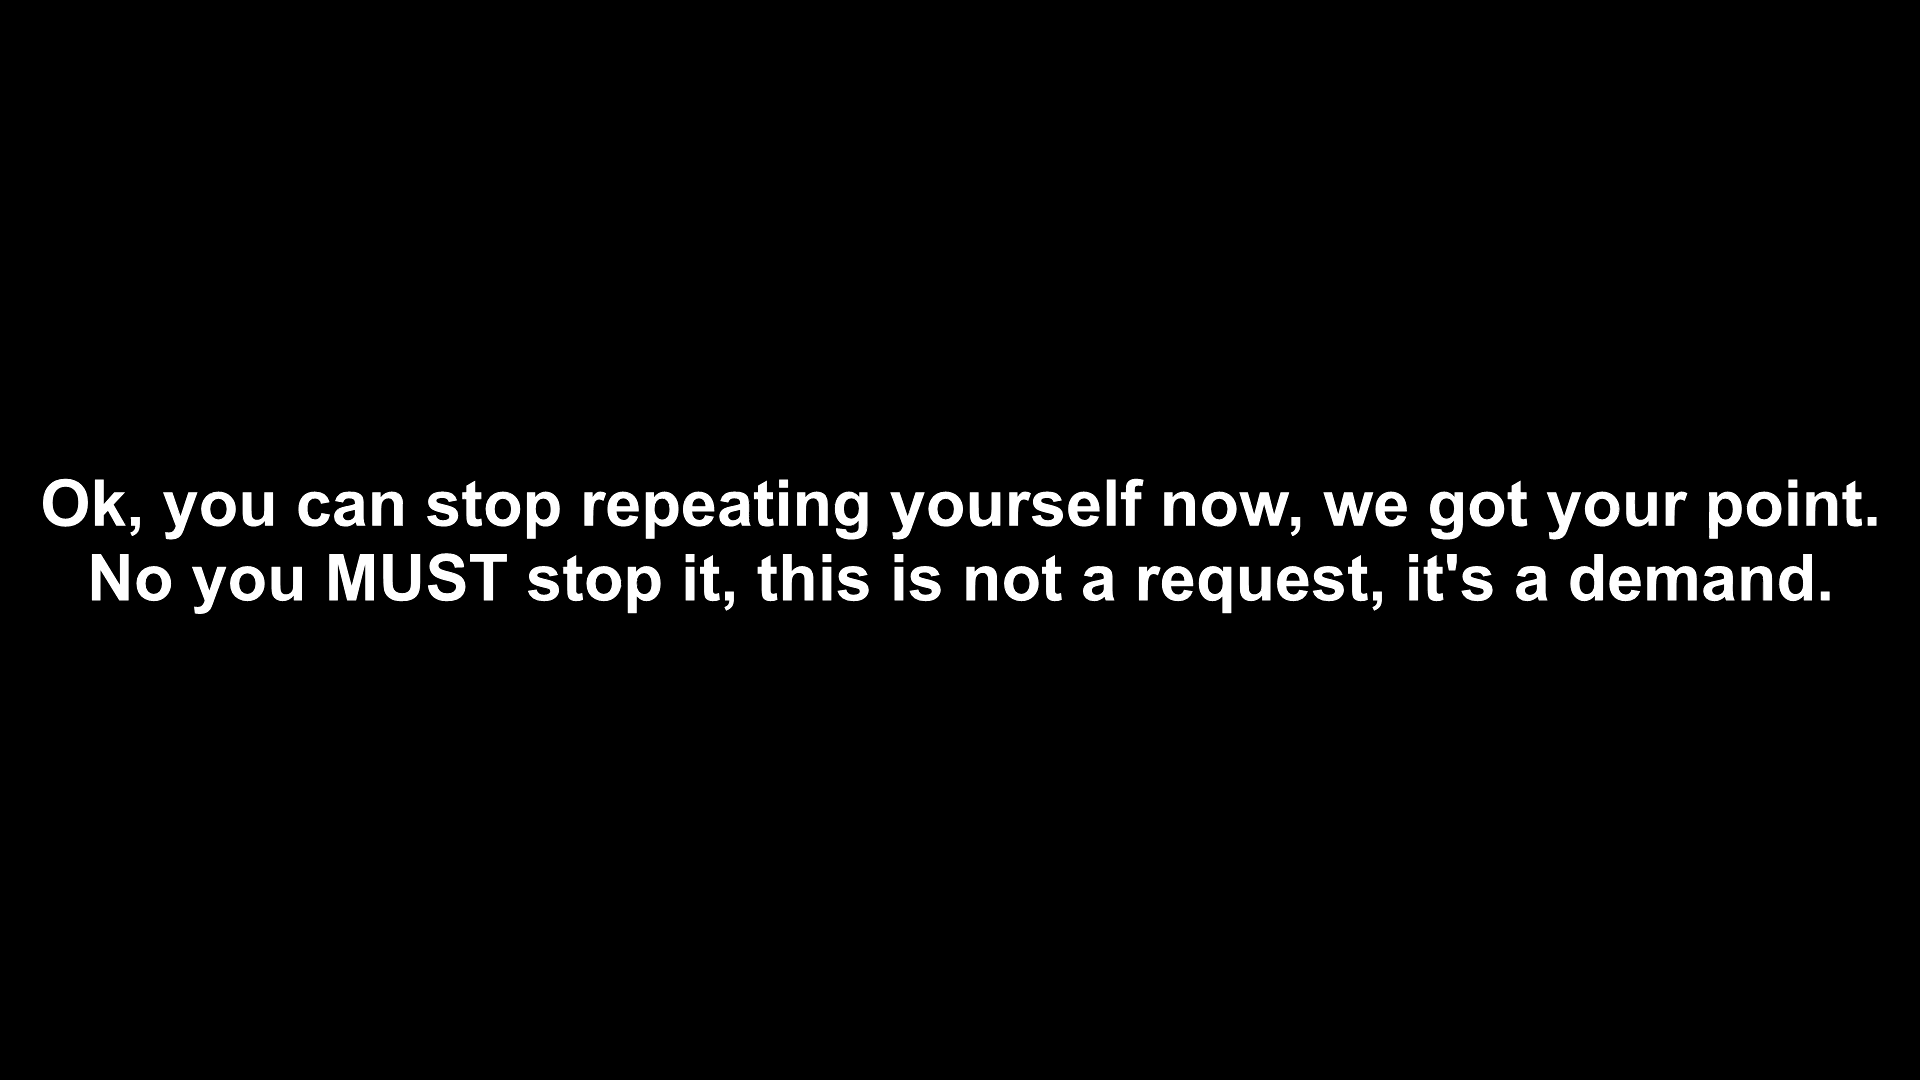 Ok, you can stop repeating yourself now, we got your point.
No you MUST stop it, this is not a request, it's a demand.